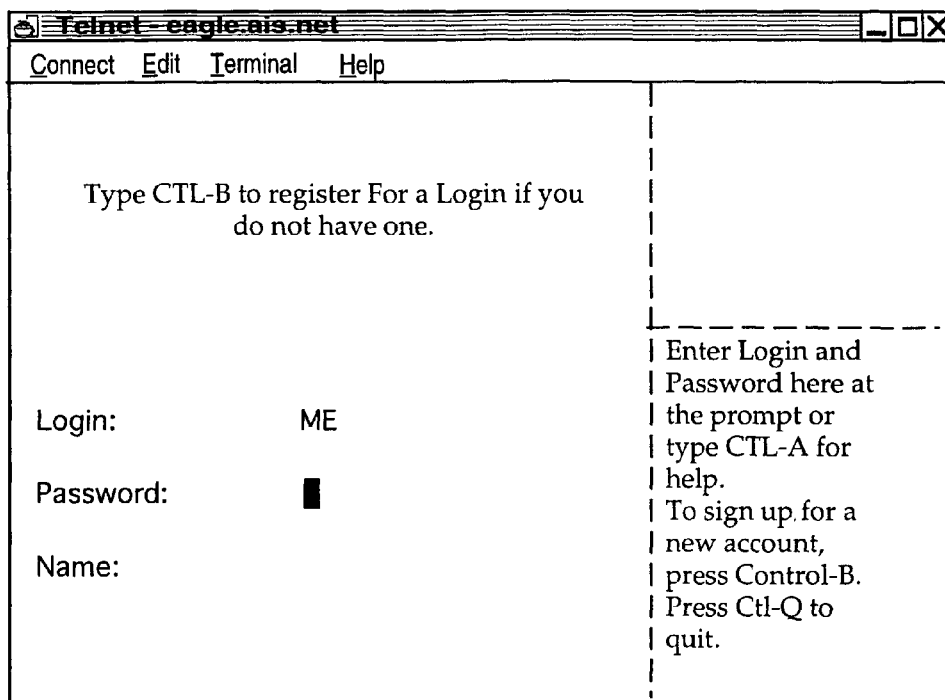 Telnet - eagle.ais.net
Connect Edit Terminal Help
Type CTL-B to register For a Login if you
do not have one.
Login: ME
Password:
Name:
Enter Login and
Password here at
the prompt or
type CTL-A for
help.
To sign up for a
new account,
press Control-B.
Press Ctl-Q to
quit.